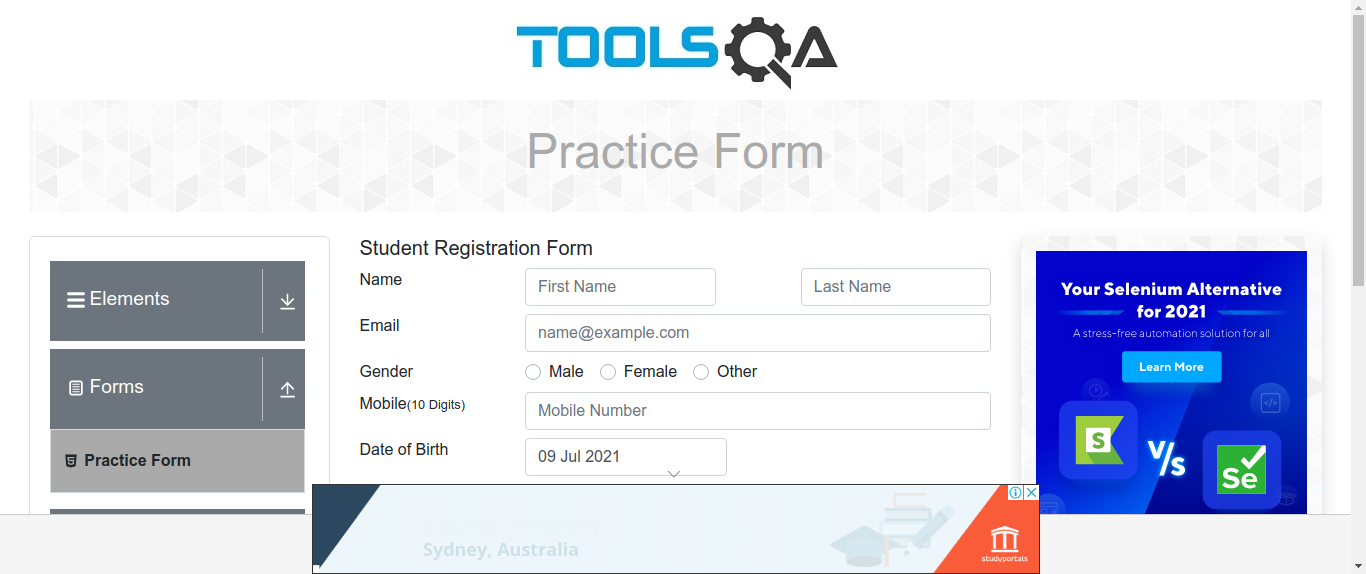 TOOLSQA
Practice Form
Elements
Forms
Practice Form
Student Registration Form
Name
First Name
Last Name
Email
name@example.com
Gender
Male
Female
Other
Mobile(10 Digits)
Mobile Number
Date of Birth
09 Jul 2021
Your Selenium Alternative
for 2021
A stress-free automation solution for all
Learn More
S
V/s
Se
Sydney, Australia
studyportals